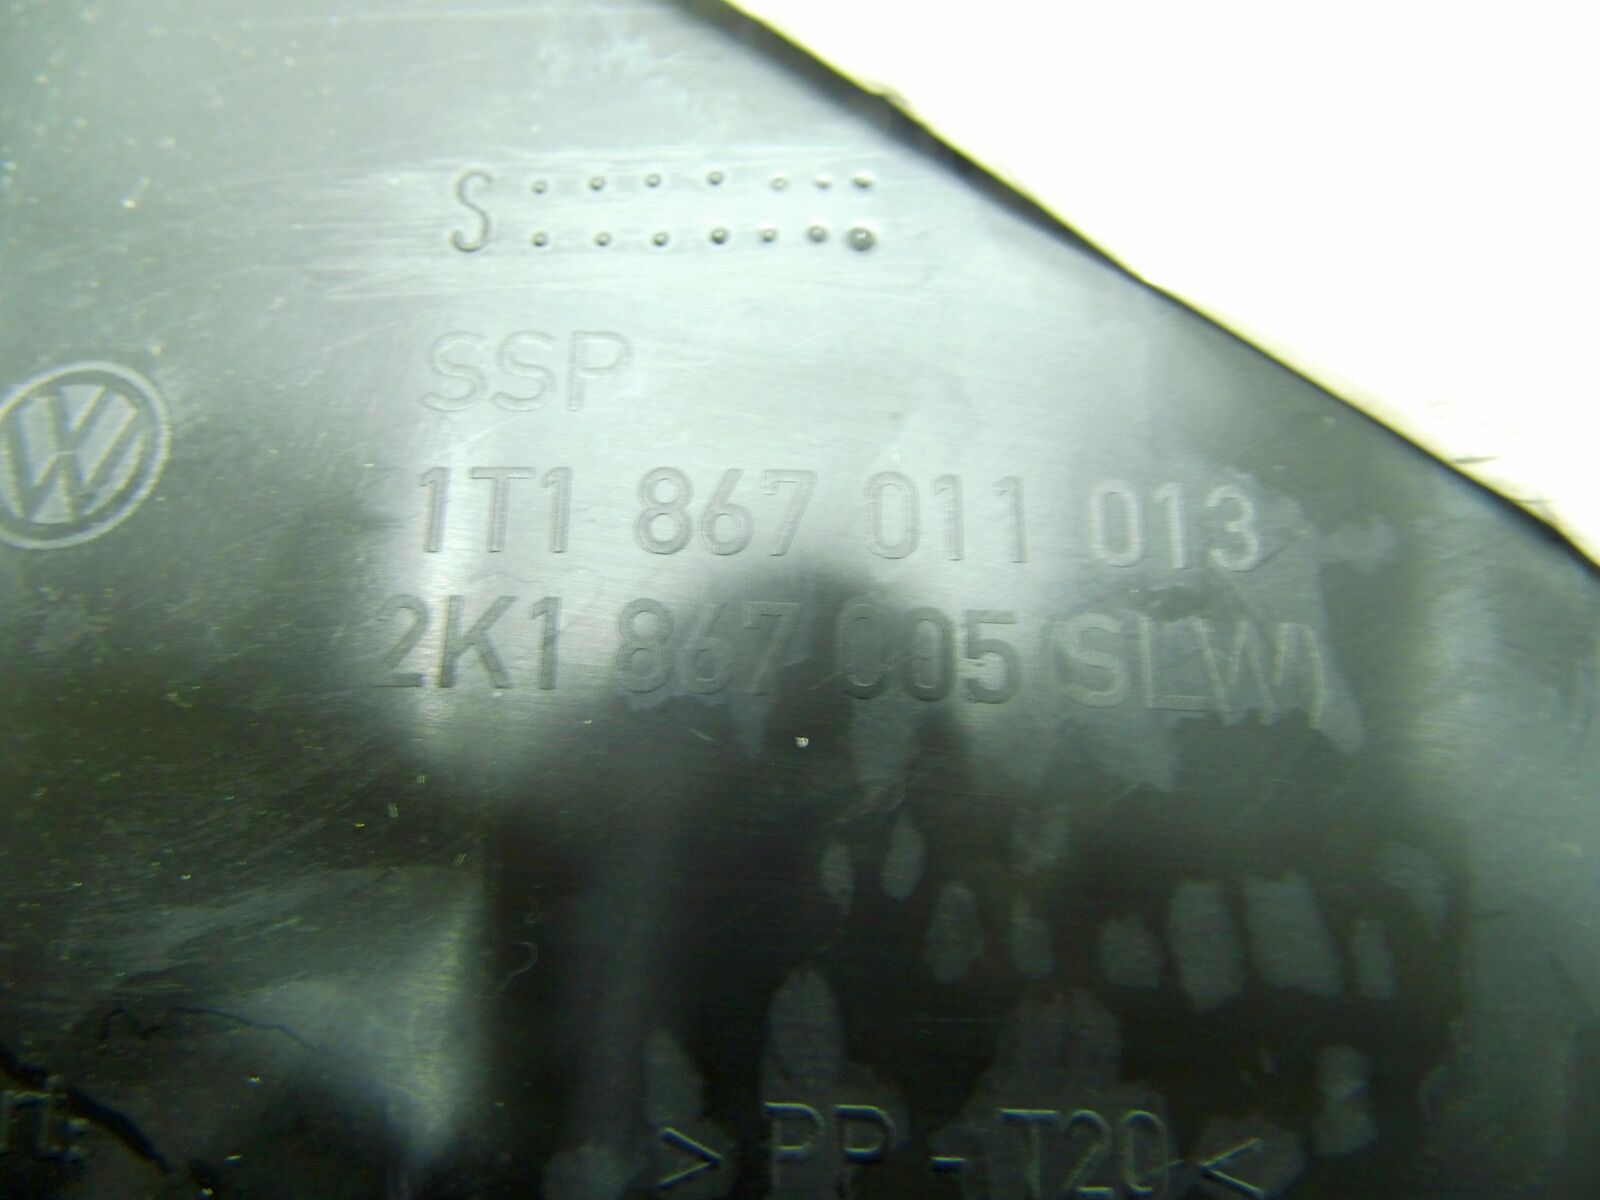 S
SSP
1T1 867 011 013
2K1 867 005 (SLW)
>PP-T20<